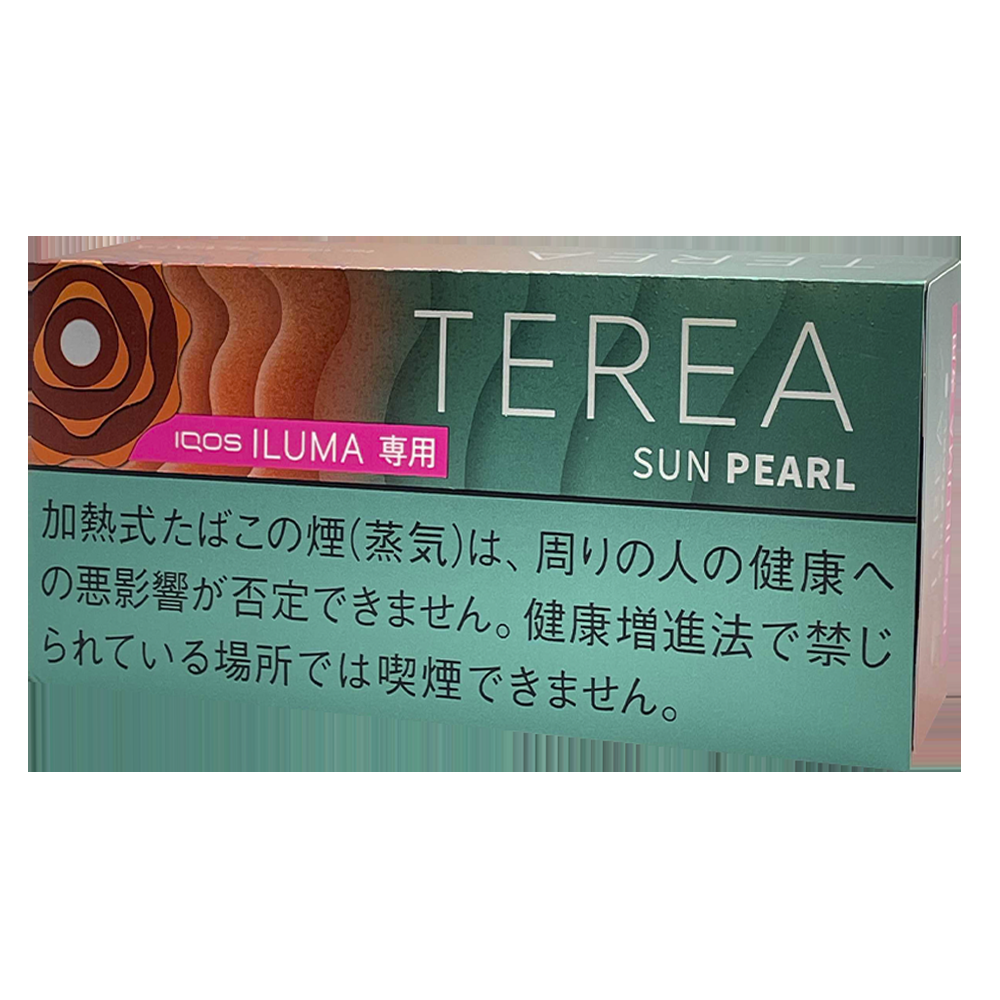 TEREA
TEREA
SUN PEARL
IQOS ILUMA 専用
加熱式たばこの煙(蒸気)は、周りの人の健康へ
の悪影響が否定できません。健康増進法で禁じ
られている場所では喫煙できません。